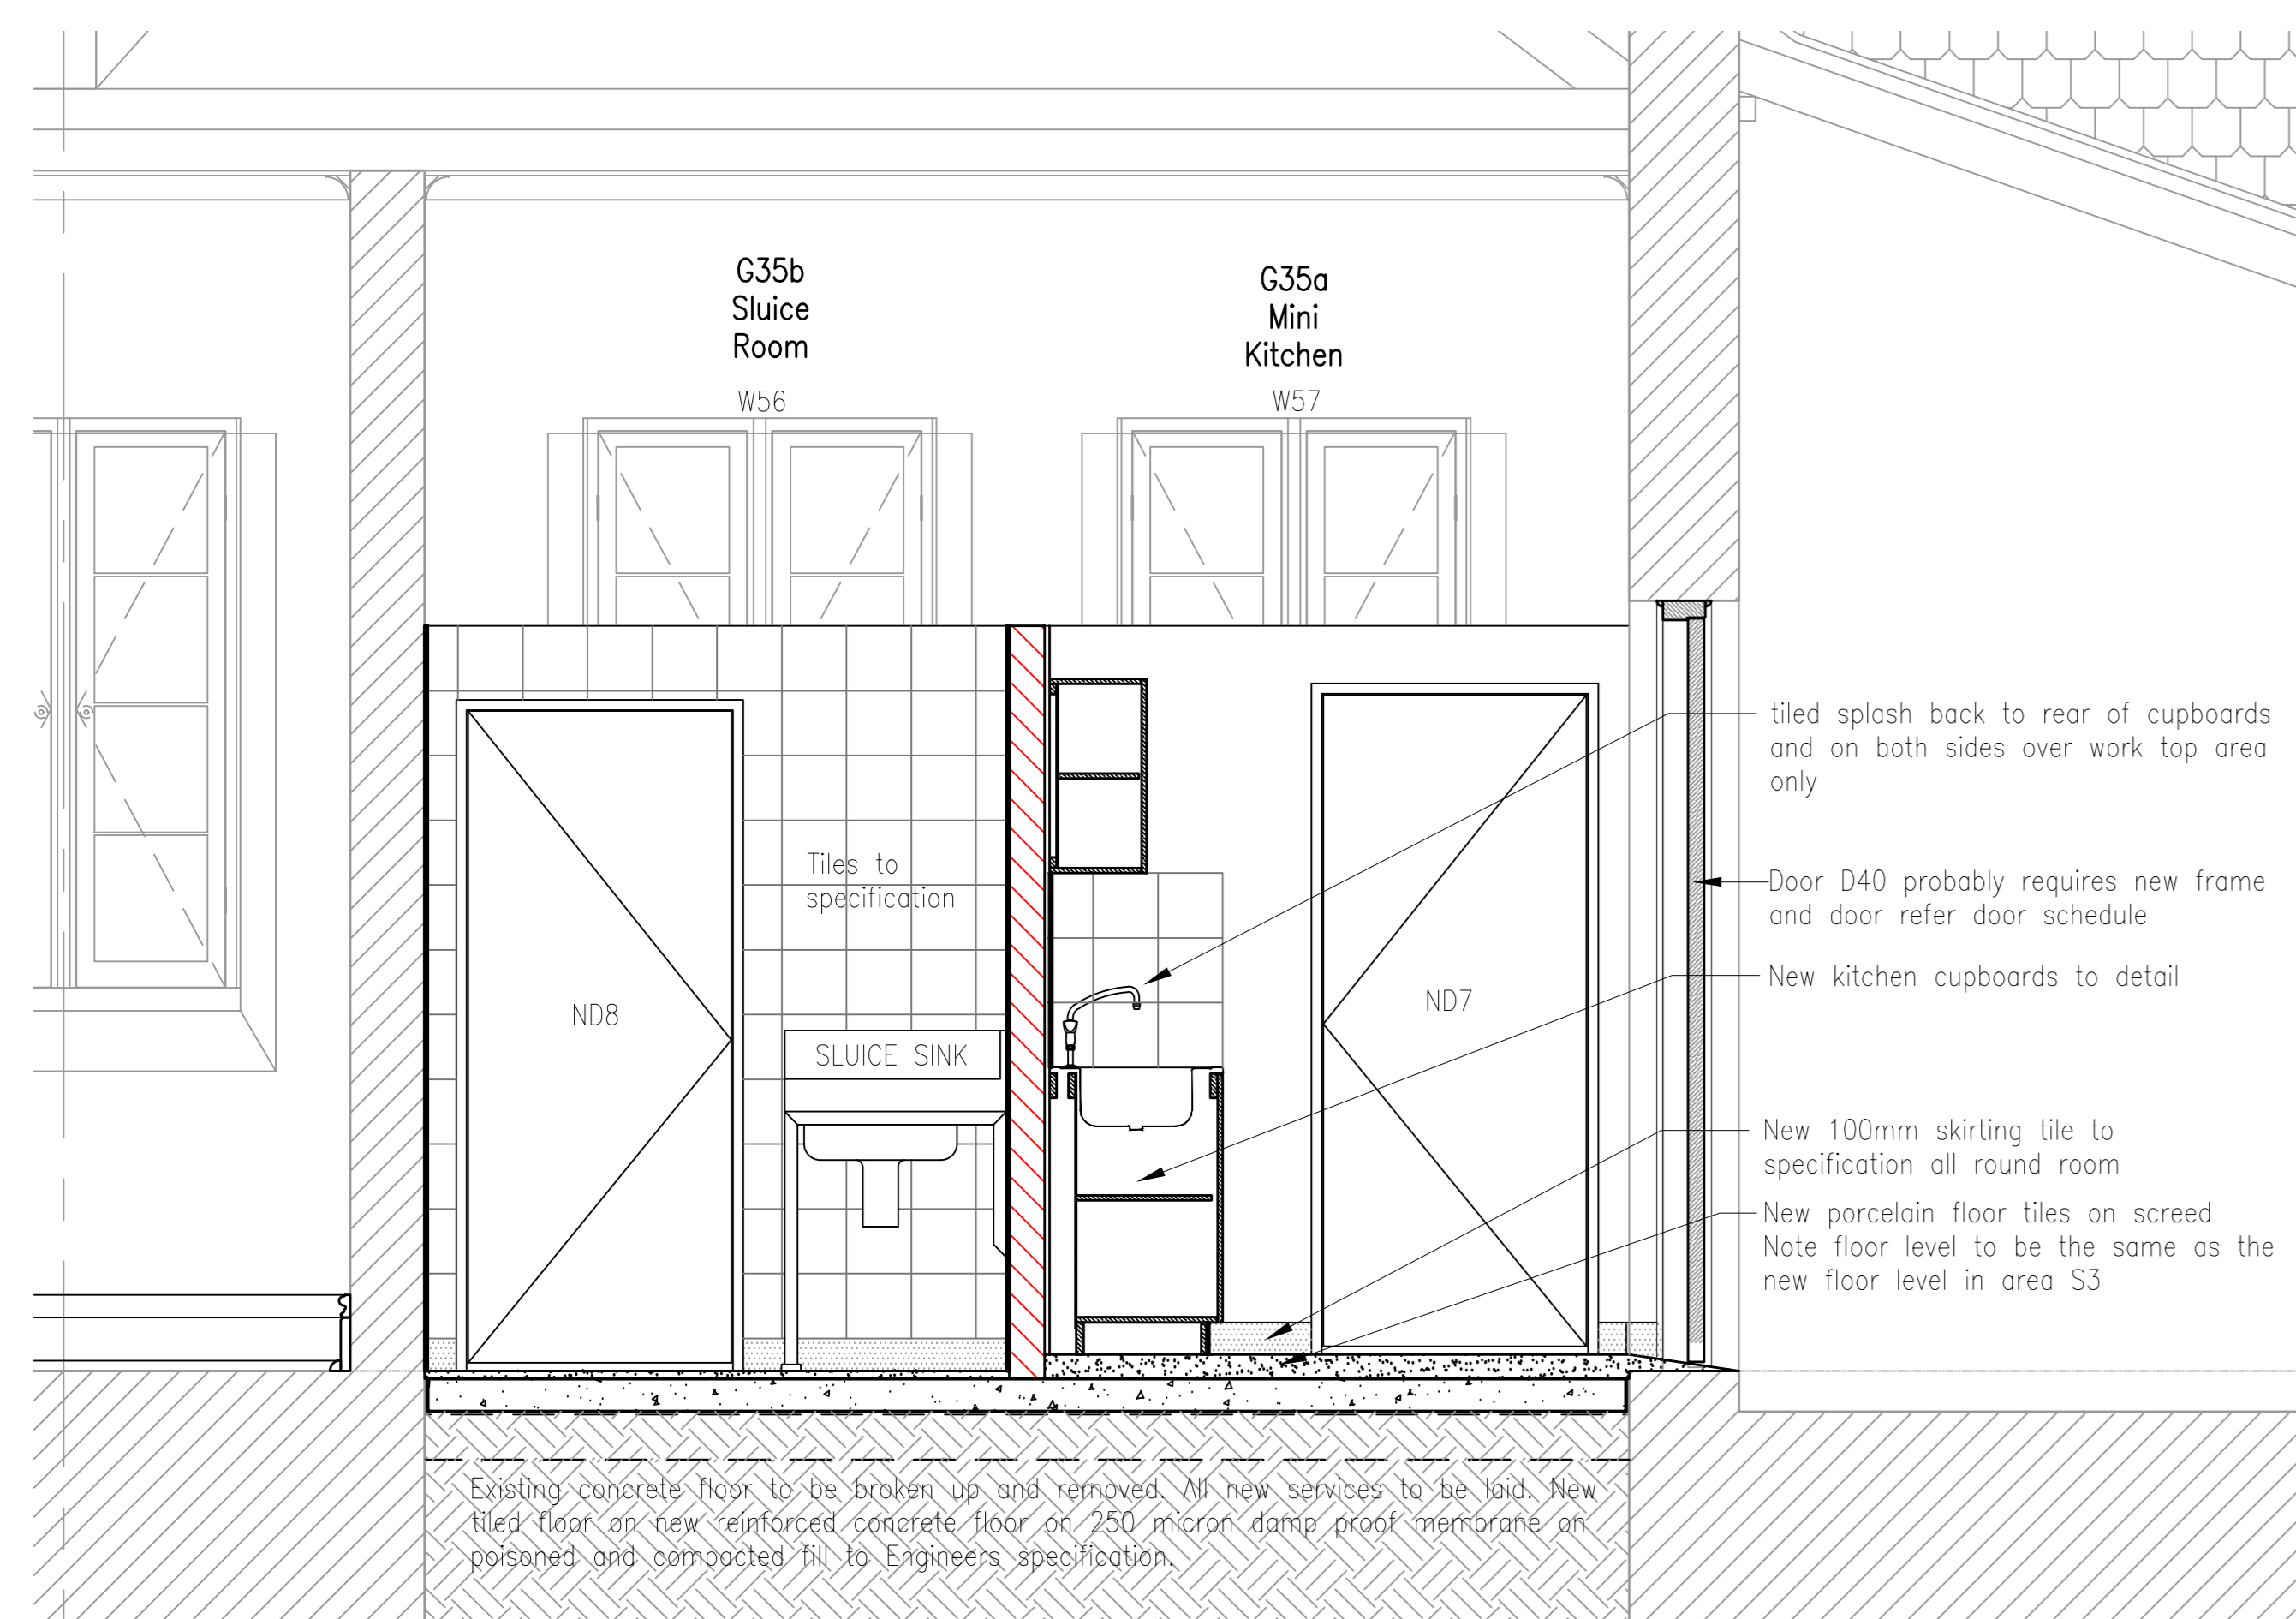 G35b
Sluice
Room
W56
G35a
Mini
Kitchen
W57
tiled splash back to rear of cupboards
and on both sides over work top area
only
Tiles to
specification
Door D40 probably requires new frame
and door refer door schedule
New kitchen cupboards to detail
ND8
ND7
SLUICE SINK
New 100mm skirting tile to
specification all round room
New porcelain floor tiles on screed
Note floor level to be the same as the
new floor level in area S3
Existing concrete floor to be broken up and removed. All new services to be laid. New
tiled floor on new reinforced concrete floor on 250 micron damp proof membrane on
poisoned and compacted fill to Engineers specification.